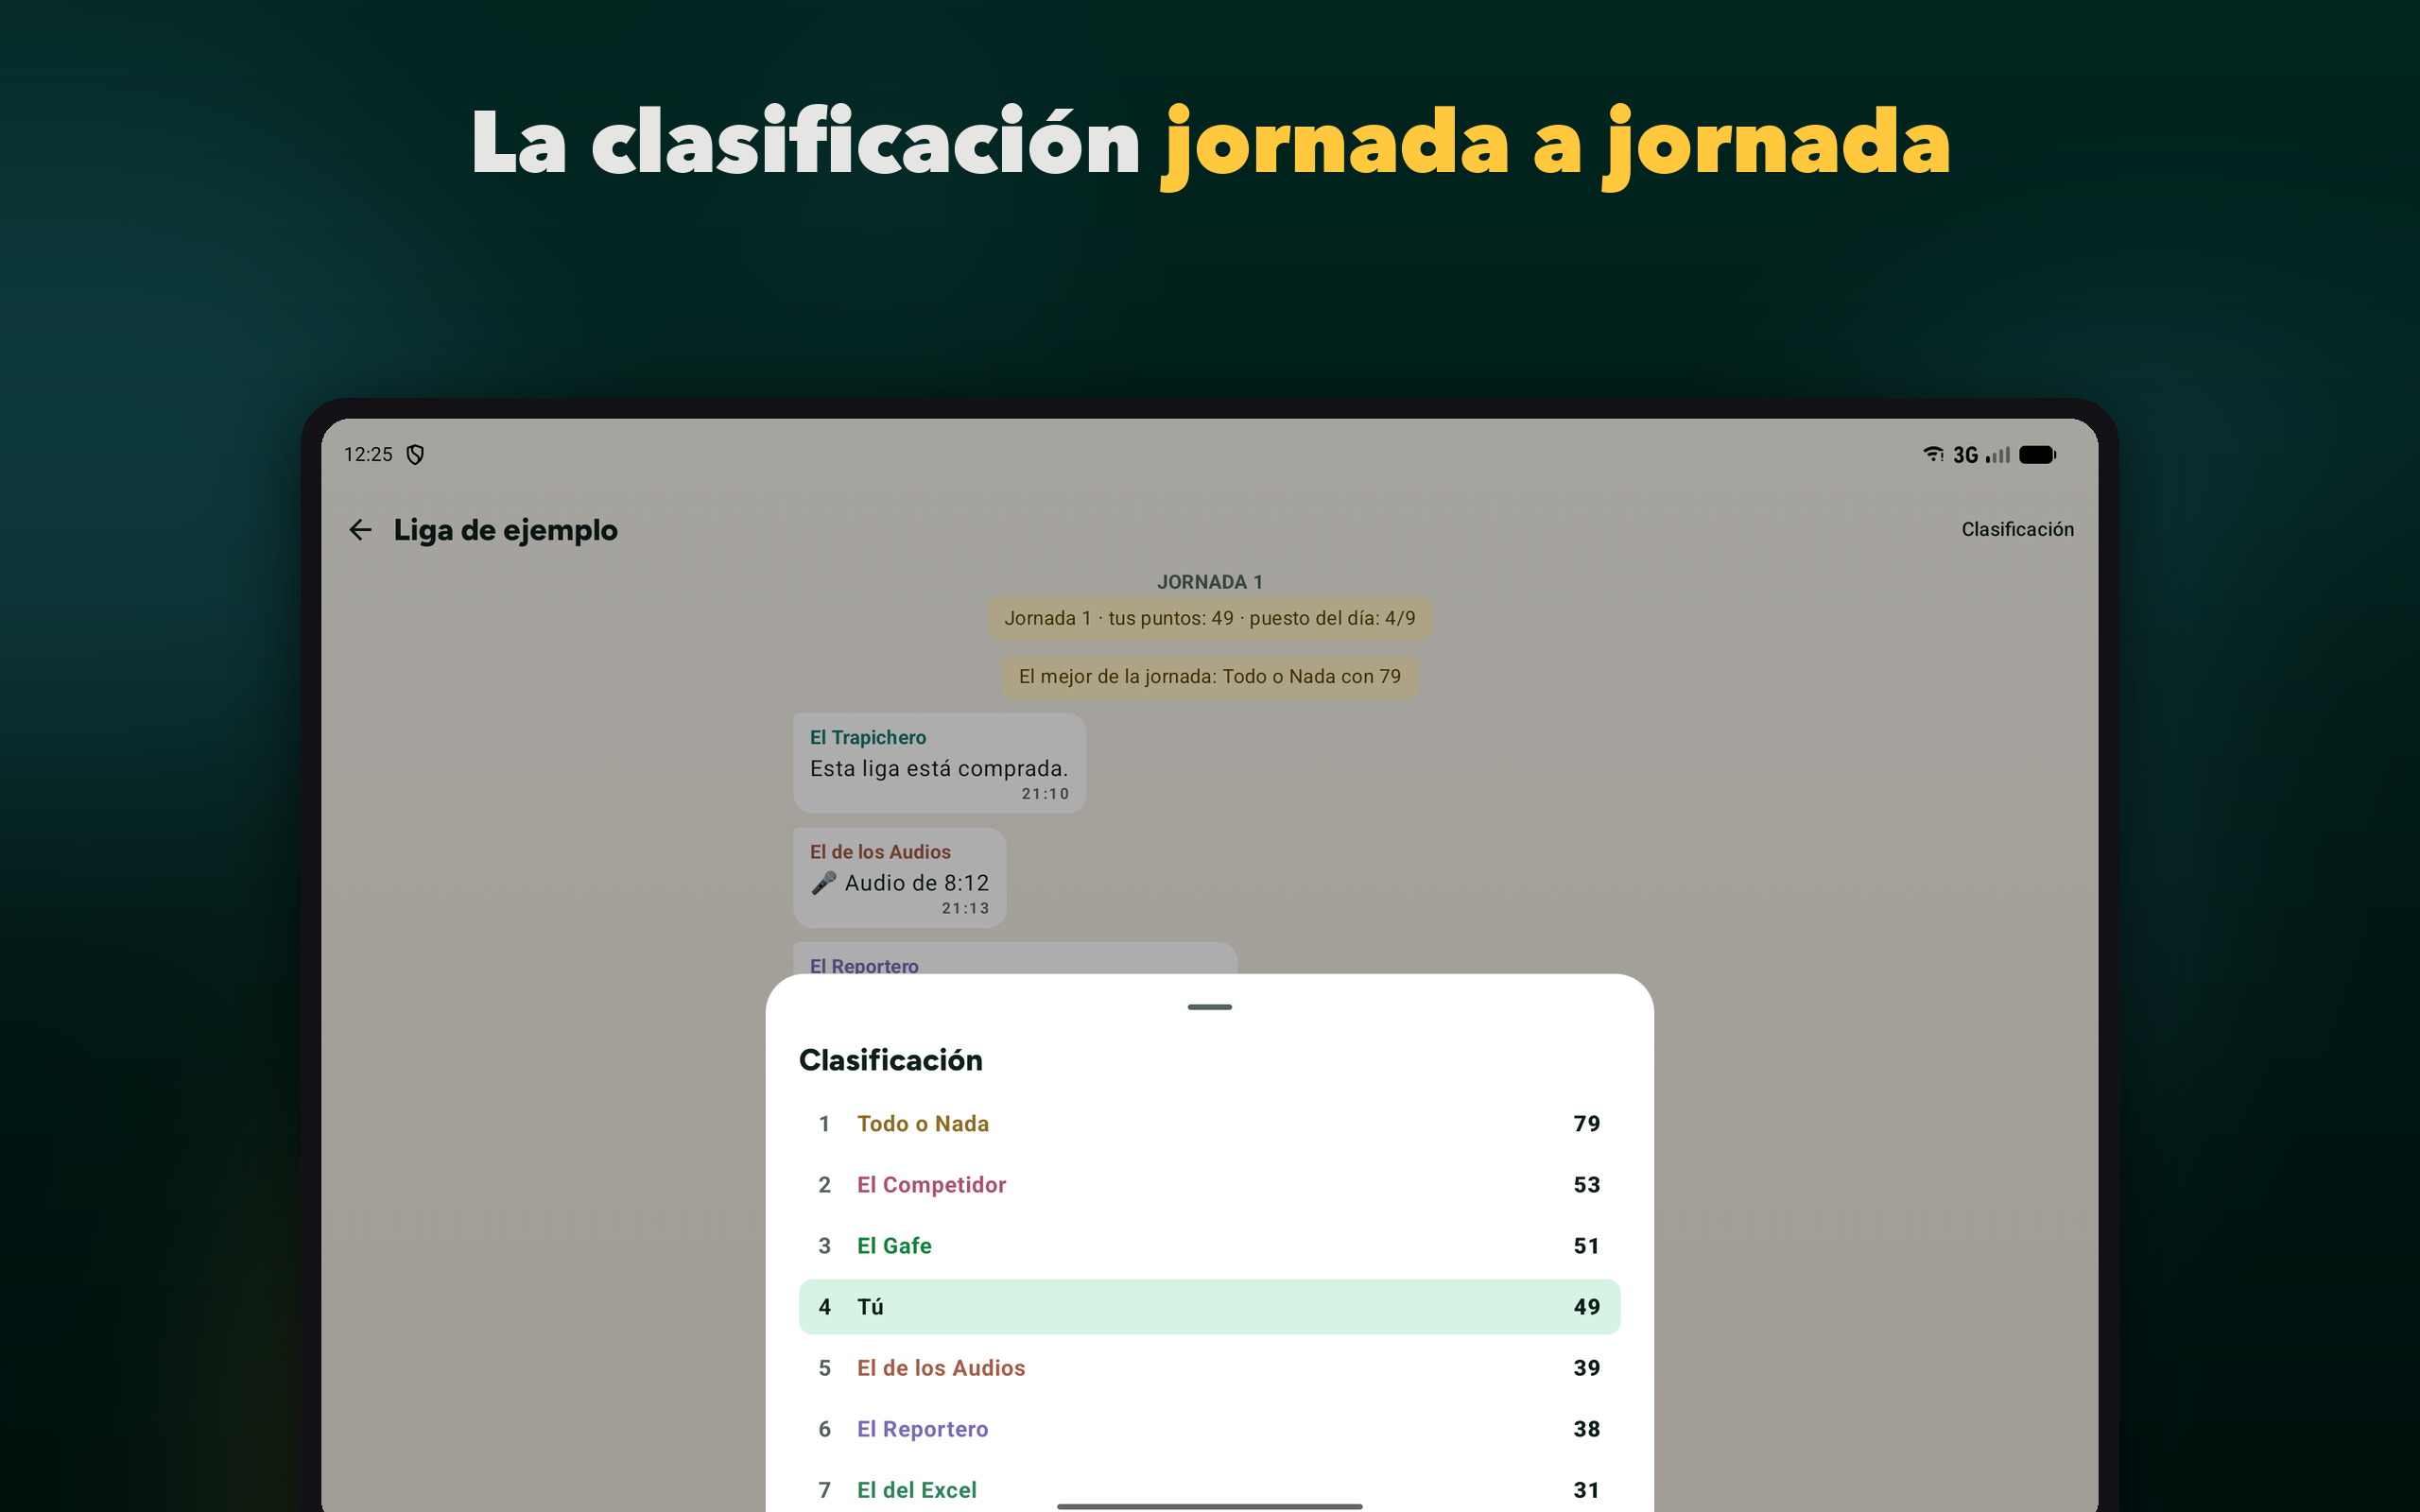 La clasificación jornada a jornada
12:25
3G
Liga de ejemplo
Clasificación
JORNADA 1
Jornada 1 · tus puntos: 49 · puesto del día: 4/9
El mejor de la jornada: Todo o Nada con 79
El Trapichero
Esta liga está comprada.
21:10
El de los Audios
🎤 Audio de 8:12
21:13
El Reportero
Clasificación
1 Todo o Nada 79
2 El Competidor 53
3 El Gafe 51
4 Tú 49
5 El de los Audios 39
6 El Reportero 38
7 El del Excel 31